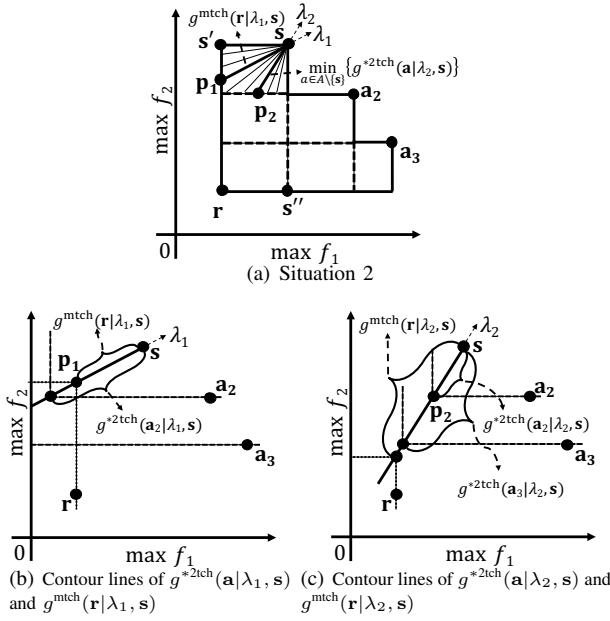 g^mtch(r|λ₁, s)
λ₂
λ₁
s′
s
p₁
min_{a∈A\{s}} {g^*2tch(a|λ₂, s)}
p₂
a₂
a₃
r
s′′
max f₂
0
max f₁
(a) Situation 2
g^mtch(r|λ₁, s)
λ₁
s
p₁
a₂
g^*2tch(a₂|λ₁, s)
a₃
r
max f₂
0
max f₁
(b) Contour lines of g^*2tch(a|λ₁, s)
and g^mtch(r|λ₁, s)
g^mtch(r|λ₂, s)
λ₂
s
a₂
p₂
g^*2tch(a₂|λ₂, s)
a₃
g^*2tch(a₃|λ₂, s)
r
max f₂
0
max f₁
(c) Contour lines of g^*2tch(a|λ₂, s) and
g^mtch(r|λ₂, s)